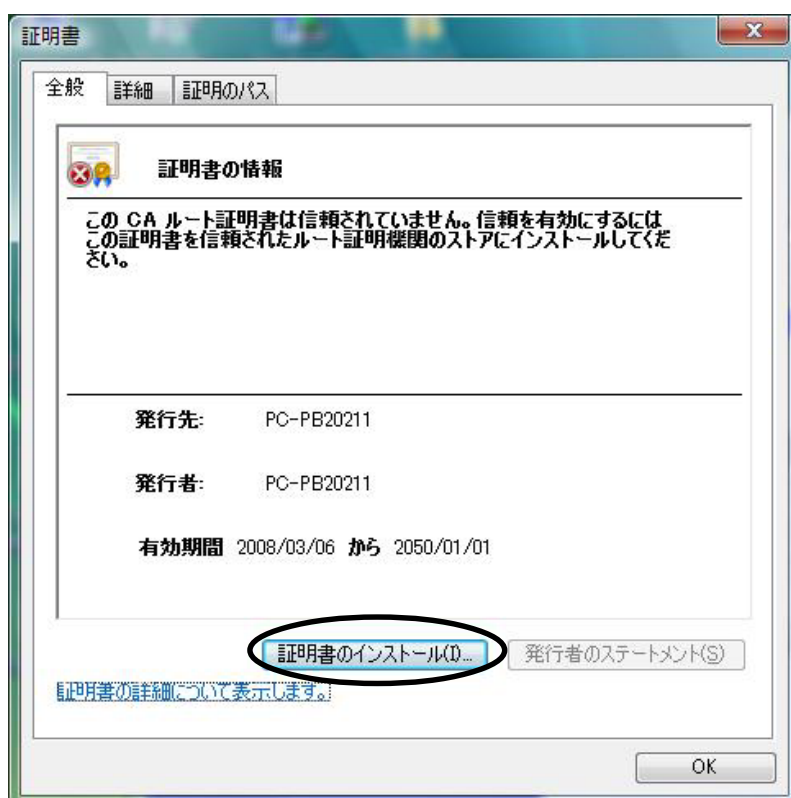 証明書
全般 詳細 証明のパス
証明書の情報
この CA ルート証明書は信頼されていません。信頼を有効にするには
この証明書を信頼されたルート証明機関のストアにインストールしてくだ
さい。
発行先: PC-PB20211
発行者: PC-PB20211
有効期間 2008/03/06 から 2050/01/01
証明書のインストール(I)... 発行者のステートメント(S)
証明書の詳細について表示します。
OK